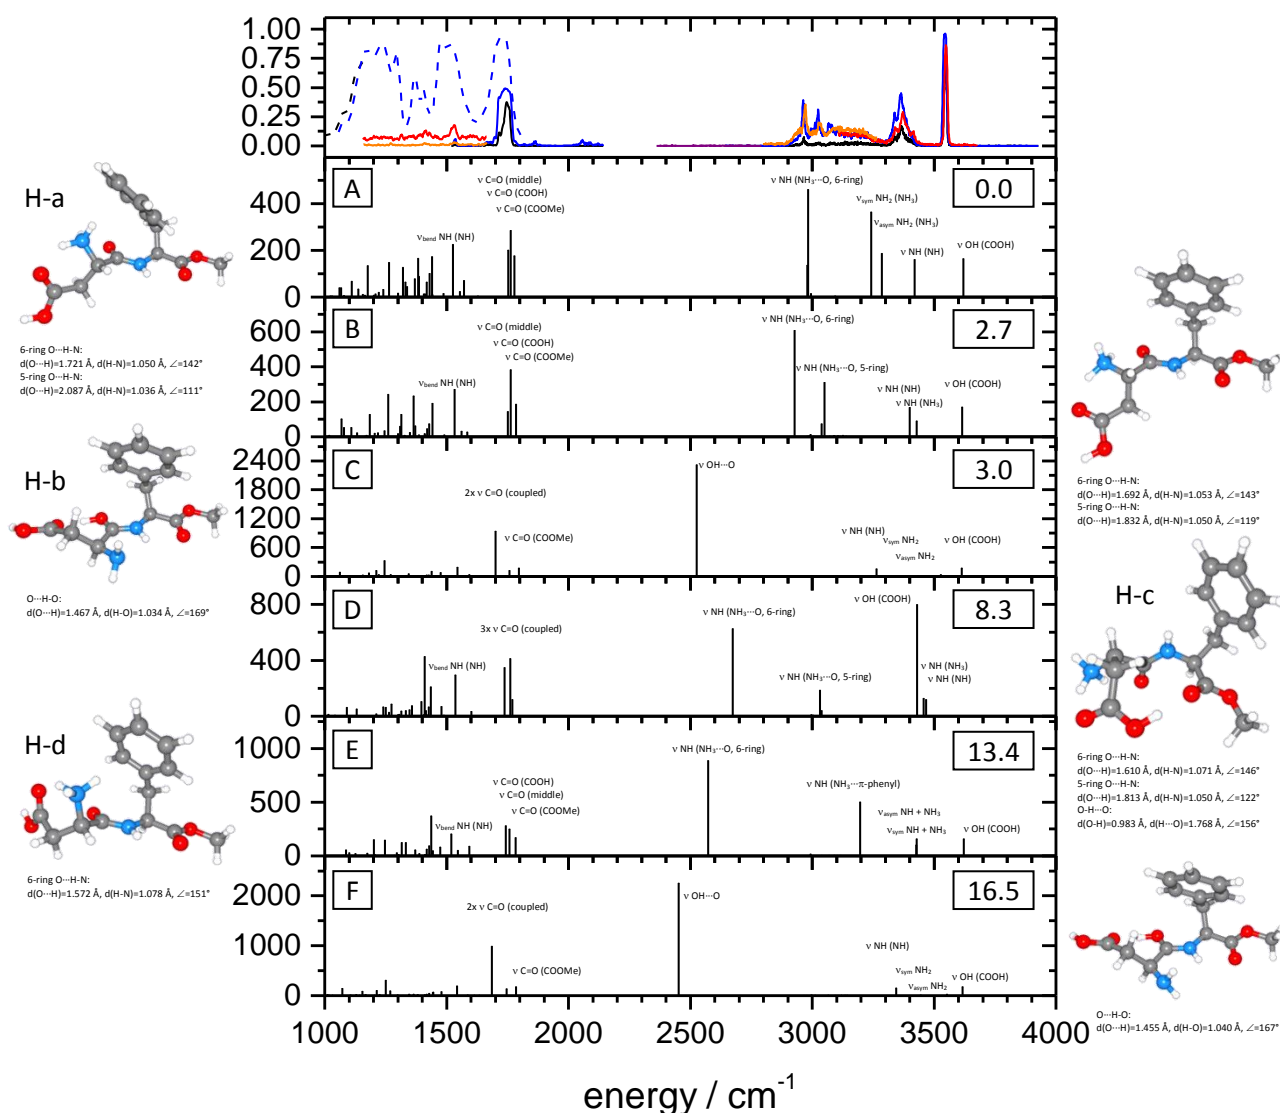 1.00
0.75
0.50
0.25
0.00
H-a
6-ring O···H-N:
d(O···H)=1.721 Å, d(H-N)=1.050 Å, ∠=142°
5-ring O···H-N:
d(O···H)=2.087 Å, d(H-N)=1.036 Å, ∠=111°
A
0.0
400
200
0
ν C=O (middle)
ν C=O (COOH)
ν C=O (COOMe)
νbend NH (NH)
ν NH (NH3···O, 6-ring)
νsym NH2 (NH3)
νasym NH2 (NH3)
ν NH (NH)
ν OH (COOH)
B
2.7
600
400
200
0
ν C=O (middle)
ν C=O (COOH)
ν C=O (COOMe)
νbend NH (NH)
ν NH (NH3···O, 6-ring)
ν NH (NH3···O, 5-ring)
ν NH (NH)
ν NH (NH3)
ν OH (COOH)
6-ring O···H-N:
d(O···H)=1.692 Å, d(H-N)=1.053 Å, ∠=143°
5-ring O···H-N:
d(O···H)=1.832 Å, d(H-N)=1.050 Å, ∠=119°
H-b
O···H-O:
d(O···H)=1.467 Å, d(H-O)=1.034 Å, ∠=169°
C
3.0
2400
1800
1200
600
0
2x ν C=O (coupled)
ν C=O (COOMe)
ν OH···O
ν NH (NH)
νsym NH2
νasym NH2
ν OH (COOH)
H-c
6-ring O···H-N:
d(O···H)=1.610 Å, d(H-N)=1.071 Å, ∠=146°
5-ring O···H-N:
d(O···H)=1.813 Å, d(H-N)=1.050 Å, ∠=122°
O-H···O:
d(O-H)=0.983 Å, d(H···O)=1.768 Å, ∠=156°
D
8.3
800
400
0
3x ν C=O (coupled)
νbend NH (NH)
ν NH (NH3···O, 6-ring)
ν NH (NH3···O, 5-ring)
ν OH (COOH)
ν NH (NH3)
ν NH (NH)
H-d
6-ring O···H-N:
d(O···H)=1.572 Å, d(H-N)=1.078 Å, ∠=151°
E
13.4
1000
500
0
ν C=O (COOH)
ν C=O (middle)
ν C=O (COOMe)
νbend NH (NH)
ν NH (NH3···O, 6-ring)
ν NH (NH3···π-phenyl)
νasym NH + NH3
νsym NH + NH3
ν OH (COOH)
F
16.5
2000
1000
0
2x ν C=O (coupled)
ν C=O (COOMe)
ν OH···O
ν NH (NH)
νsym NH2
νasym NH2
ν OH (COOH)
O···H-O:
d(O···H)=1.455 Å, d(H-O)=1.040 Å, ∠=167°
1000 1500 2000 2500 3000 3500 4000
energy / cm-1